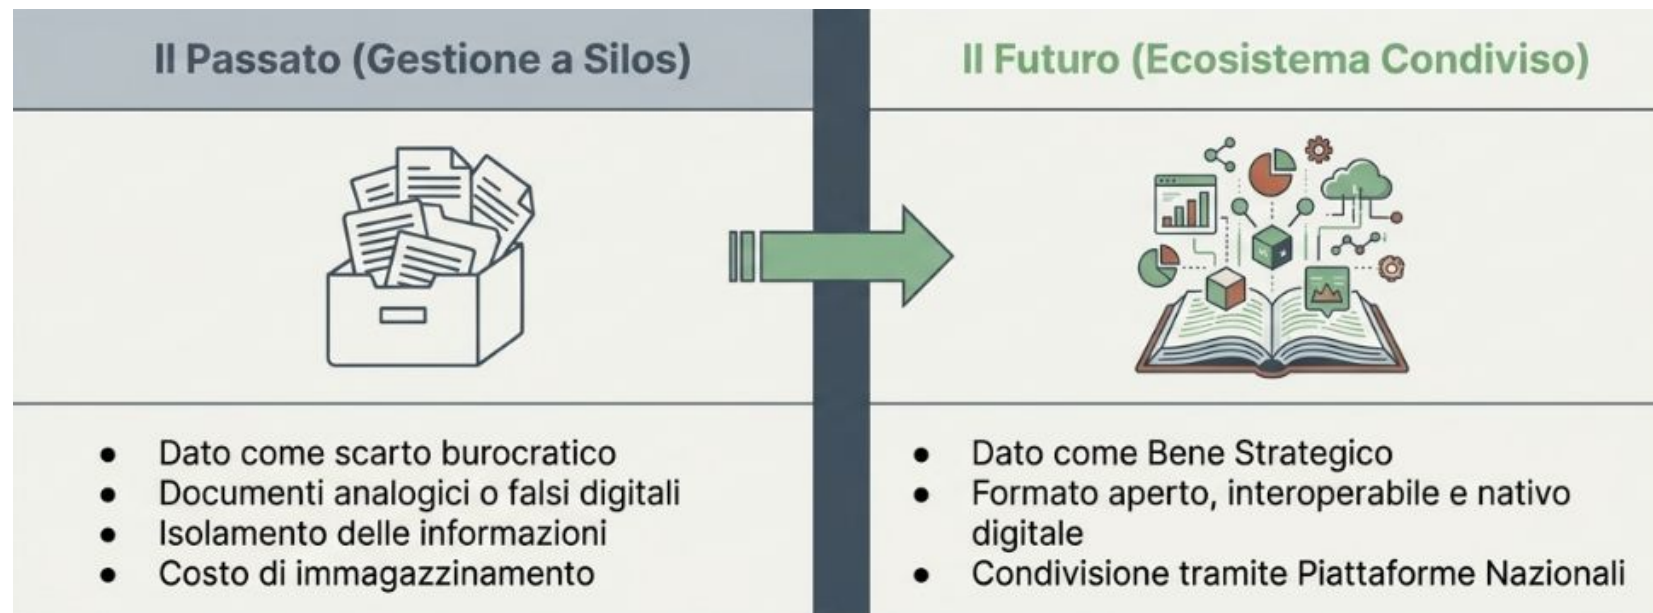 Il Passato (Gestione a Silos)
● Dato come scarto burocratico
● Documenti analogici o falsi digitali
● Isolamento delle informazioni
● Costo di immagazzinamento
Il Futuro (Ecosistema Condiviso)
● Dato come Bene Strategico
● Formato aperto, interoperabile e nativo
digitale
● Condivisione tramite Piattaforme Nazionali